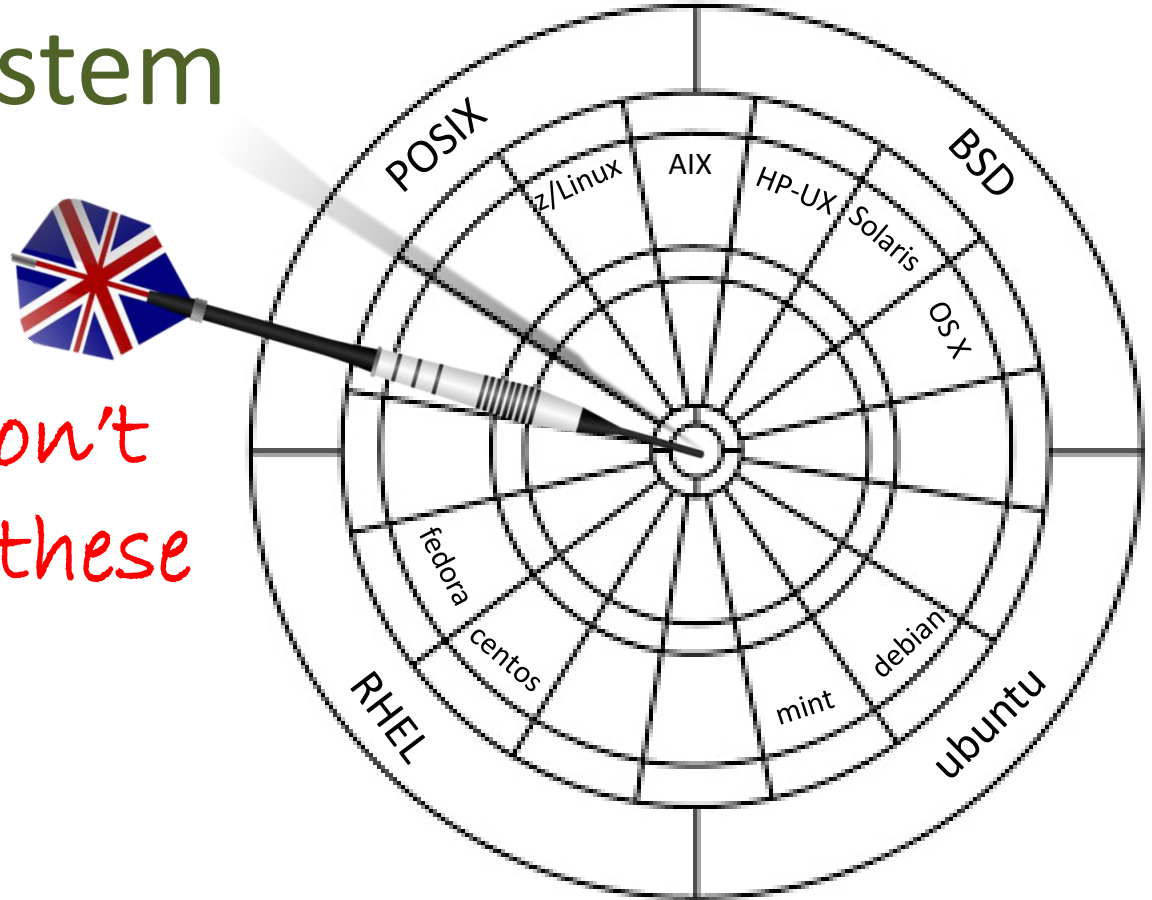 stem
POSIX
BSD
z/Linux
AIX
HP-UX
Solaris
OS X
on't
these
fedora
centos
debian
mint
RHEL
ubuntu